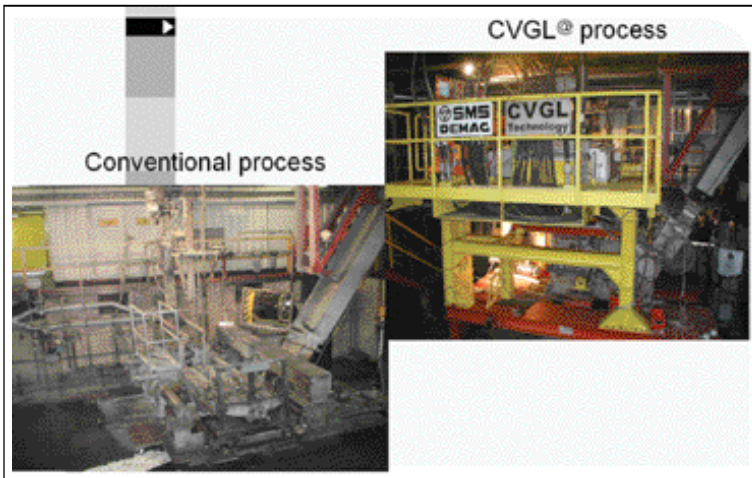 CVGL@ process
Conventional process
SMS
DEMAG
CVGL
Technology